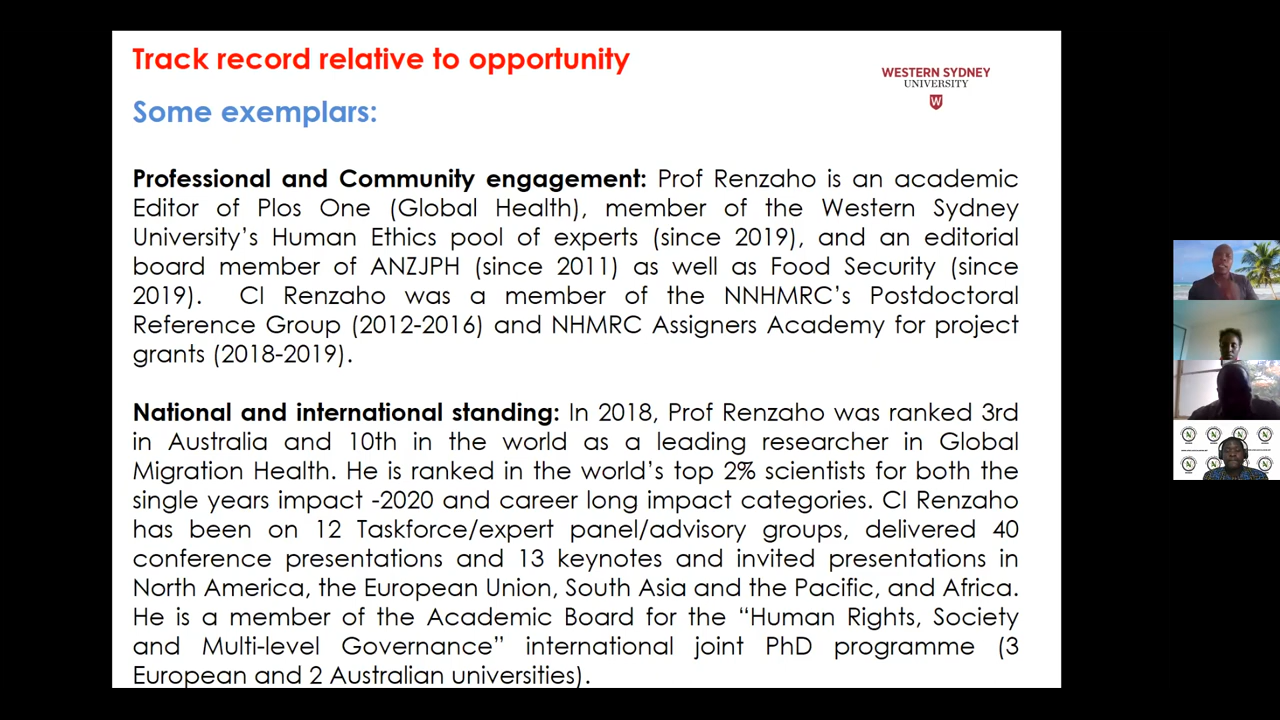 Track record relative to opportunity
WESTERN SYDNEY
UNIVERSITY
W
Some exemplars:
Professional and Community engagement: Prof Renzaho is an academic
Editor of Plos One (Global Health), member of the Western Sydney
University’s Human Ethics pool of experts (since 2019), and an editorial
board member of ANZJPH (since 2011) as well as Food Security (since
2019). CI Renzaho was a member of the NNHMRC’s Postdoctoral
Reference Group (2012-2016) and NHMRC Assigners Academy for project
grants (2018-2019).
National and international standing: In 2018, Prof Renzaho was ranked 3rd
in Australia and 10th in the world as a leading researcher in Global
Migration Health. He is ranked in the world’s top 2% scientists for both the
single years impact -2020 and career long impact categories. CI Renzaho
has been on 12 Taskforce/expert panel/advisory groups, delivered 40
conference presentations and 13 keynotes and invited presentations in
North America, the European Union, South Asia and the Pacific, and Africa.
He is a member of the Academic Board for the “Human Rights, Society
and Multi-level Governance” international joint PhD programme (3
European and 2 Australian universities).